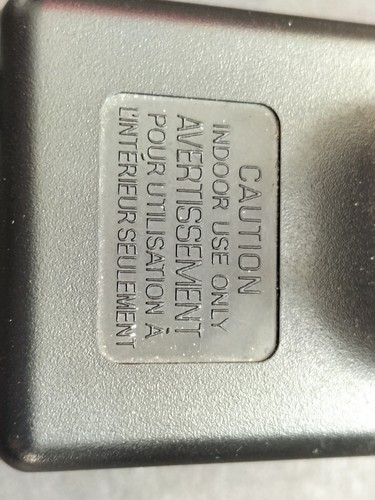 CAUTION
INDOOR USE ONLY
AVERTISSEMENT
POUR UTILISATION À
L'INTÉRIEUR SEULEMENT